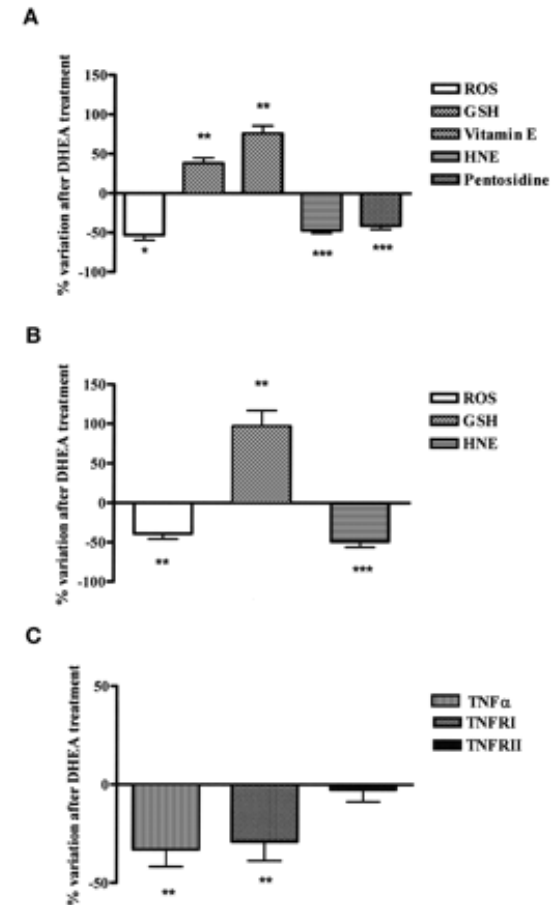 A
% variation after DHEA treatment
150
100
50
0
-50
-100
**
**
*
***
***
ROS
GSH
Vitamin E
HNE
Pentosidine
B
% variation after DHEA treatment
150
100
50
0
-50
-100
**
**
***
ROS
GSH
HNE
C
% variation after DHEA treatment
50
0
-50
**
**
TNFα
TNFRI
TNFRII